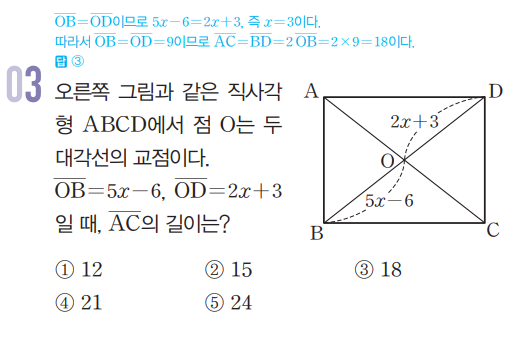 OB=OD이므로 5x-6=2x+3, 즉 x=3이다.
따라서 OB=OD=9이므로 AC=BD=2 OB=2×9=18이다.
답 ③
03 오른쪽 그림과 같은 직사각
형 ABCD에서 점 O는 두
대각선의 교점이다.
OB=5x-6, OD=2x+3
일 때, AC의 길이는?
A
D
2x+3
O
5x-6
B
C
① 12 ② 15 ③ 18
④ 21 ⑤ 24